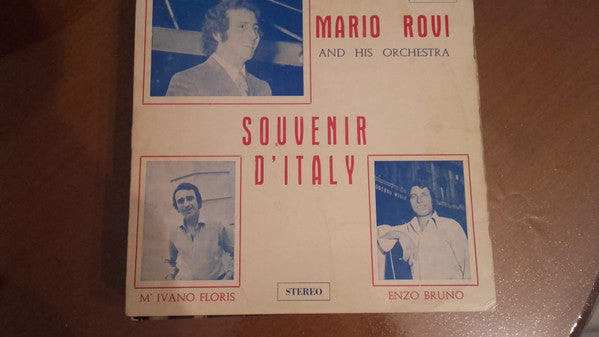 MARIO ROVI
AND HIS ORCHESTRA
SOUVENIR
D'ITALY
M° IVANO FLORIS
STEREO
ENZO BRUNO